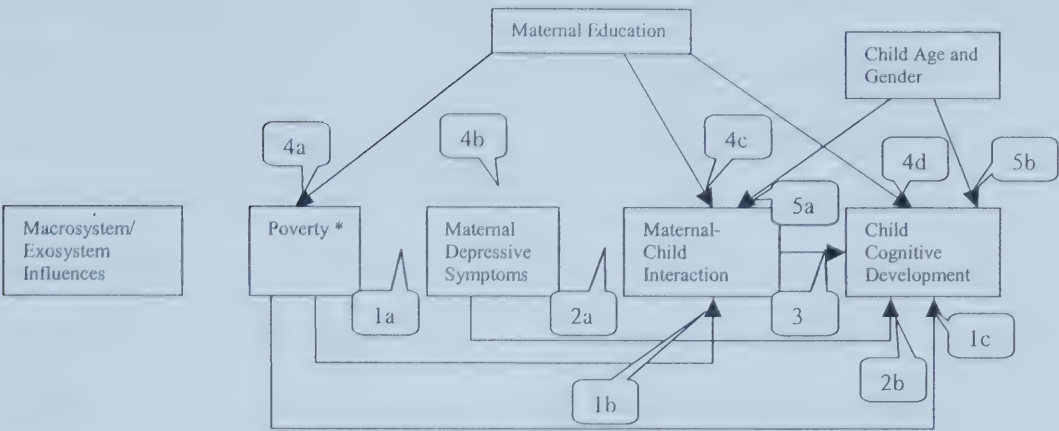 Maternal Education
Child Age and
Gender
4a
4b
4c
4d
5b
5a
Macrosystem/
Exosystem
Influences
Poverty *
Maternal
Depressive
Symptoms
Maternal-
Child
Interaction
Child
Cognitive
Development
1a
2a
3
1c
1b
2b